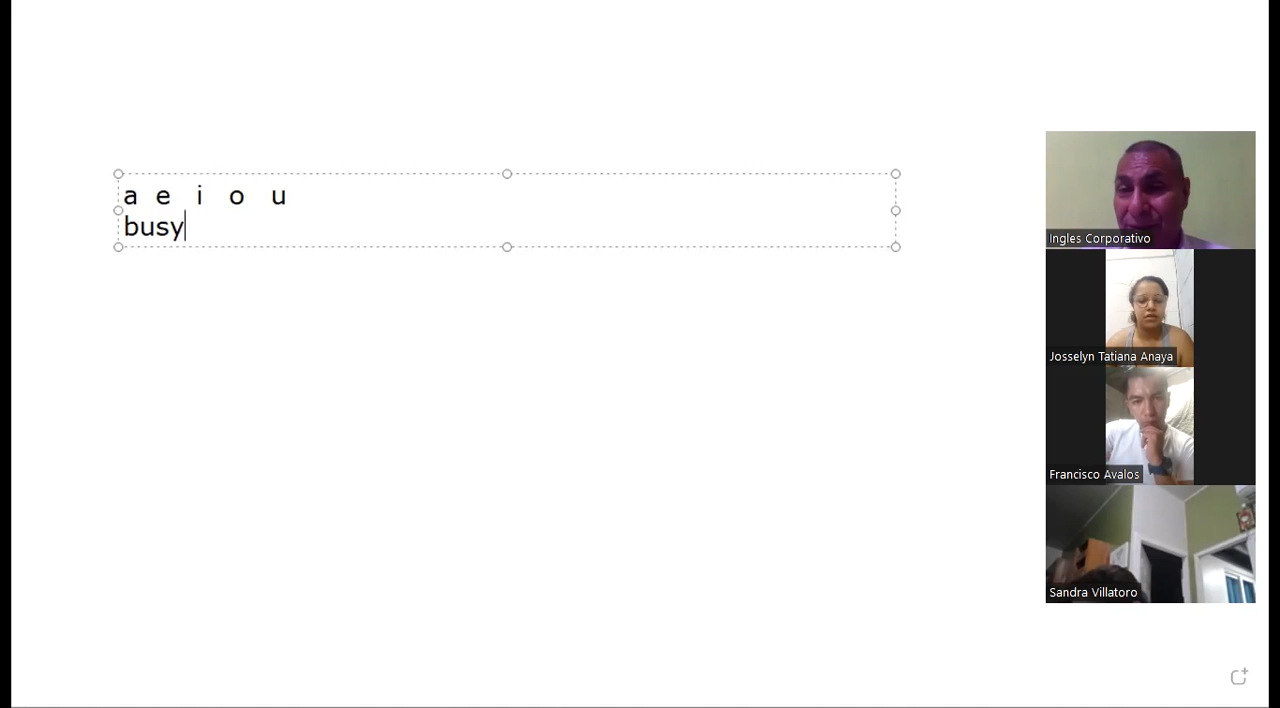 a e i o u
busy
Ingles Corporativo
Josselyn Tatiana Anaya
Francisco Avalos
Sandra Villatoro